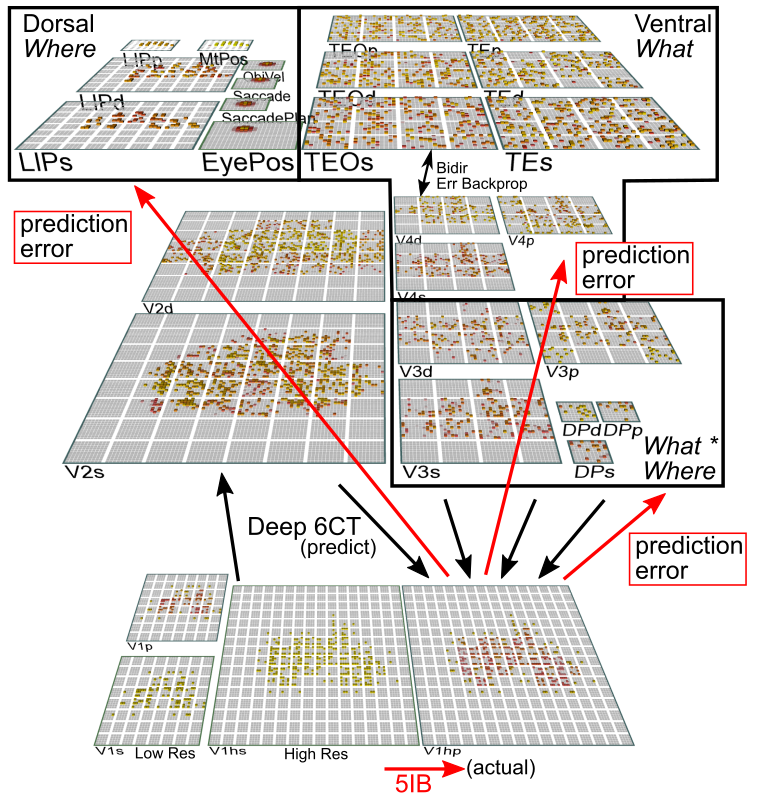 Dorsal
Where
Ventral
What
TEOp
TEp
LIPp
MtPos
ObjVel
LIPd
Saccade
TEOd
TEd
SaccadePlan
LIPs
EyePos
TEOs
TEs
Bidir
Err Backprop
prediction
error
V4d
V4p
prediction
error
V4s
V2d
V3d
V3p
DPd
DPp
What *
Where
V2s
V3s
DPs
Deep 6CT
(predict)
prediction
error
V1p
V1s
Low Res
V1hs
High Res
V1hp
5IB
(actual)